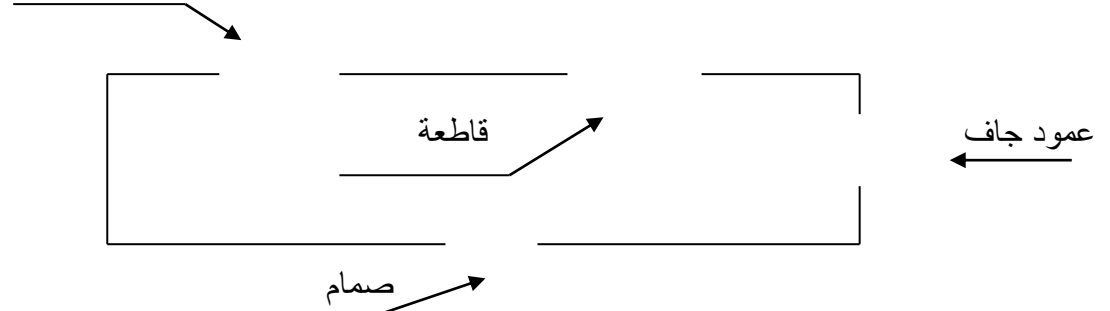 قاطعة
عمود جاف
صمام